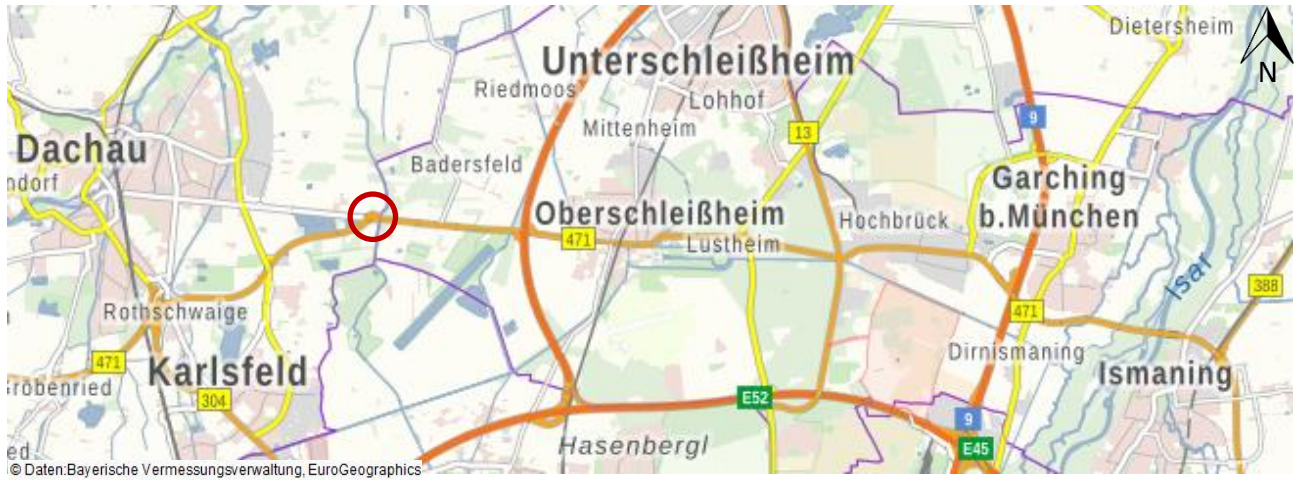 Dietersheim
Unterschleißheim
N
Riedmoos
Lohhof
9
Mittenheim
13
Dachau
Badersfeld
ndorf
Garching
b.München
Oberschleißheim
Hochbrück
471
Lustheim
Isar
388
Rothschwaige
471
Dirnismaning
471
Karlsfeld
Ismaning
Gröbenried
304
E52
9
Hasenbergl
E45
ed
© Daten:Bayerische Vermessungsverwaltung, EuroGeographics